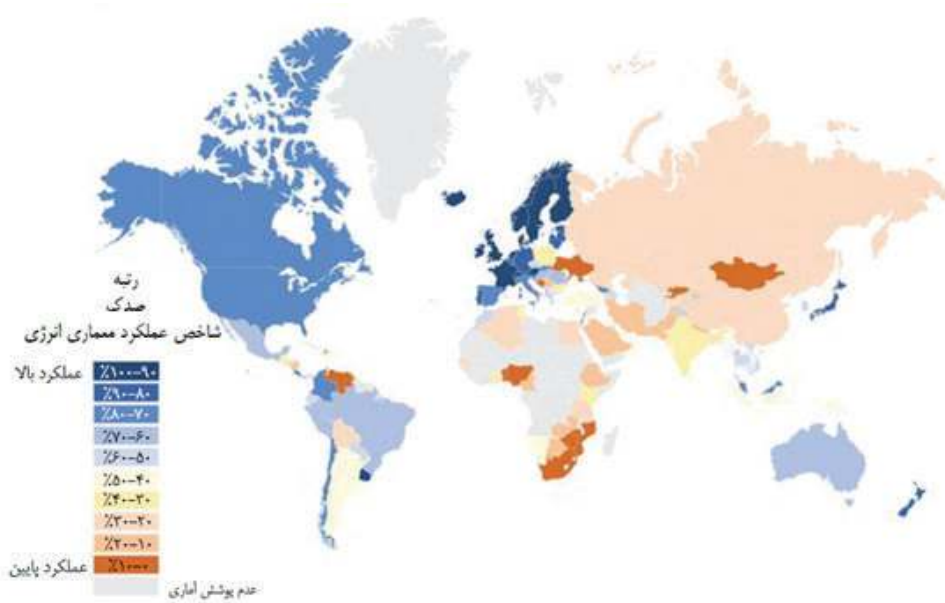 رتبه
صدک
شاخص عملکرد معماری انرژی
عملکرد بالا
٪۱۰۰-۹۰
٪۹۰-۸۰
٪۸۰-۷۰
٪۷۰-۶۰
٪۶۰-۵۰
٪۵۰-۴۰
٪۴۰-۳۰
٪۳۰-۲۰
٪۲۰-۱۰
٪۱۰-۰
عملکرد پایین
عدم پوشش آماری